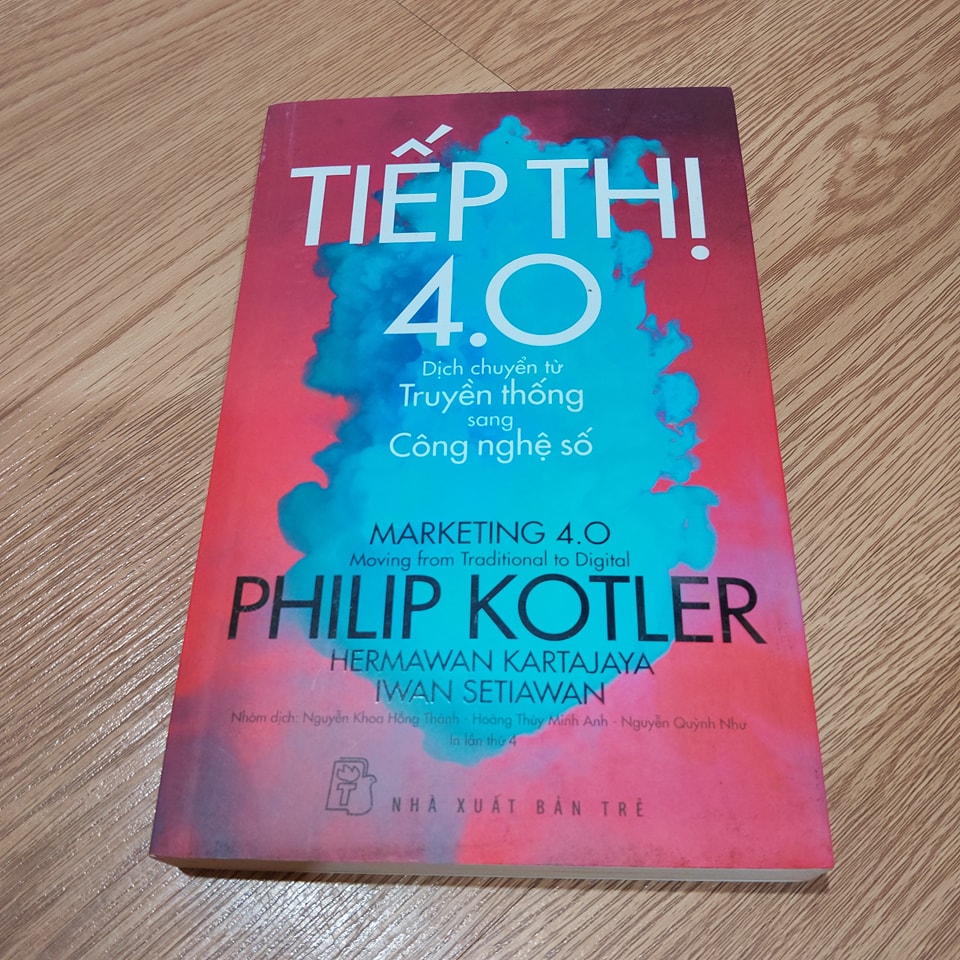 TIẾP THỊ
4.0
Dịch chuyển từ
Truyền thống
sang
Công nghệ số
MARKETING 4.0
Moving from Traditional to Digital
PHILIP KOTLER
HERMAWAN KARTAJAYA
IWAN SETIAWAN
Nhóm dịch: Nguyễn Khoa Hồng Thành - Hoàng Thùy Minh Anh - Nguyễn Quỳnh Như
In lần thứ 4
T
NHÀ XUẤT BẢN TRẺ